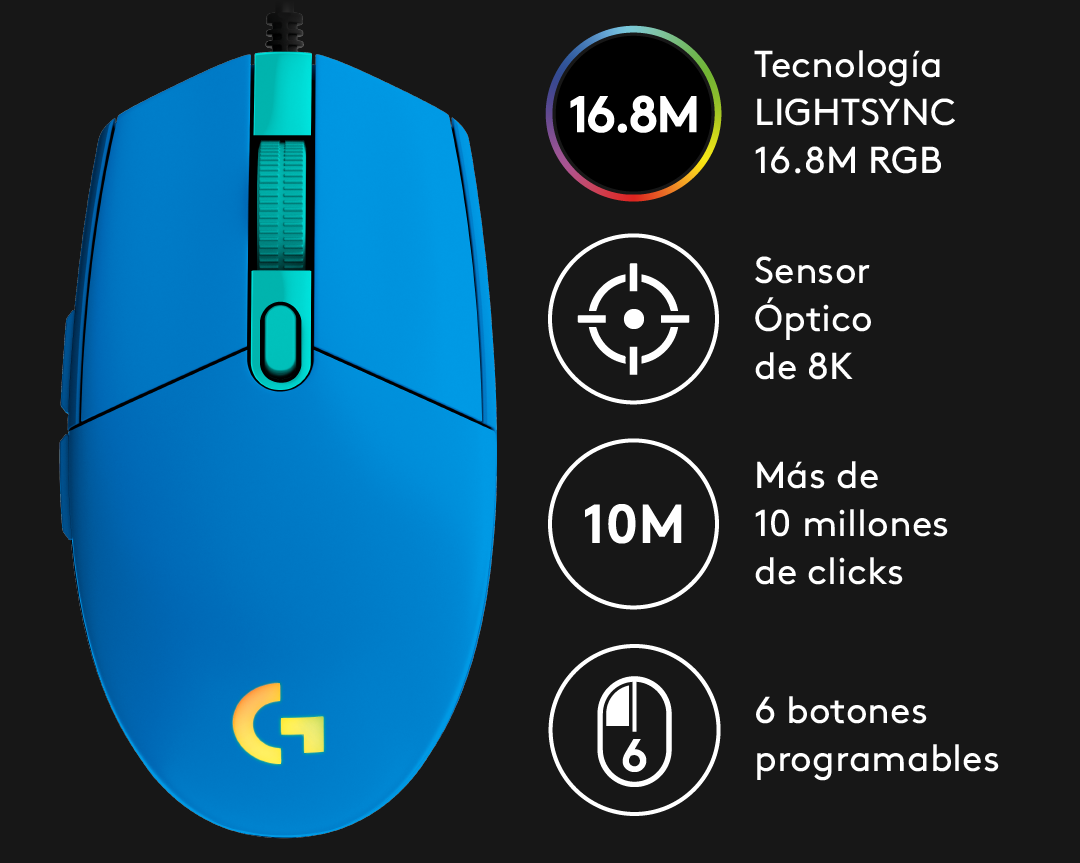 16.8M
Tecnología
LIGHTSYNC
16.8M RGB
Sensor
Óptico
de 8K
10M
Más de
10 millones
de clicks
6
6 botones
programables
G